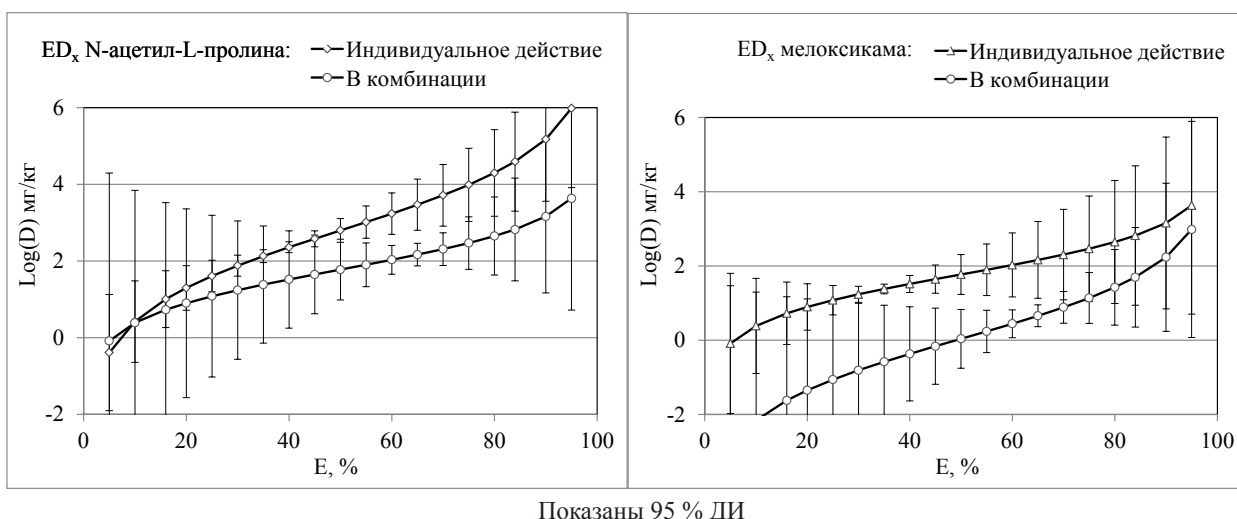 ED_x N-ацетил-L-пролина:
Индивидуальное действие
В комбинации
Log(D) мг/кг
6
4
2
0
-2
0
20
40
60
80
100
E, %
ED_x мелоксикама:
Индивидуальное действие
В комбинации
Log(D) мг/кг
6
4
2
0
-2
0
20
40
60
80
100
E, %
Показаны 95 % ДИ